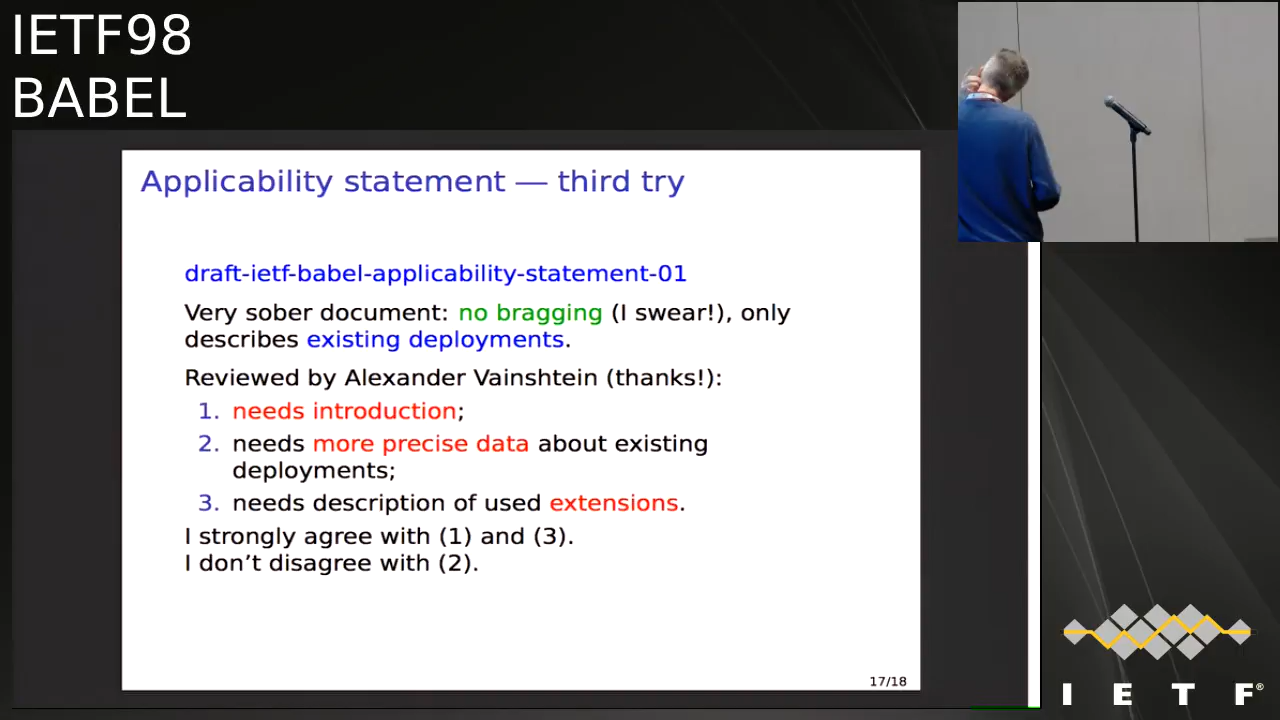 IETF98
BABEL
Applicability statement — third try
draft-ietf-babel-applicability-statement-01
Very sober document: no bragging (I swear!), only
describes existing deployments.
Reviewed by Alexander Vainshtein (thanks!):
1. needs introduction;
2. needs more precise data about existing
deployments;
3. needs description of used extensions.
I strongly agree with (1) and (3).
I don’t disagree with (2).
17/18
I E T F®